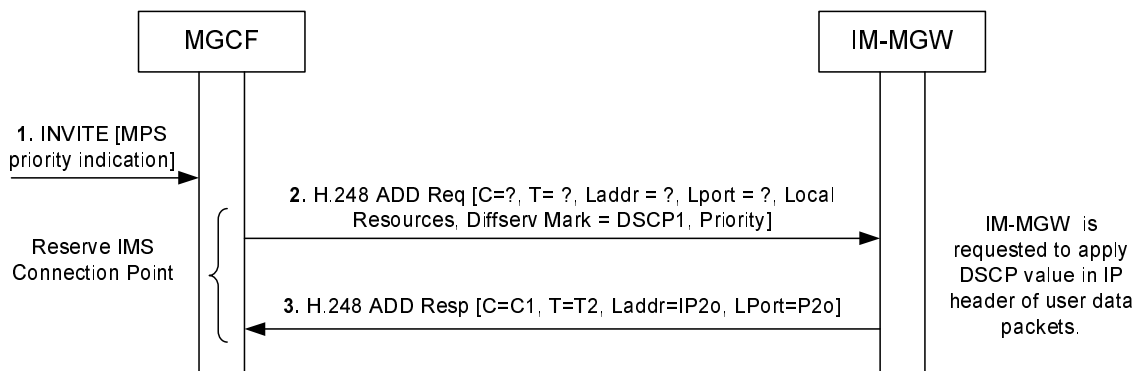 MGCF
IM-MGW
1. INVITE [MPS
priority indication]
2. H.248 ADD Req [C=?, T= ?, Laddr = ?, Lport = ?, Local
Resources, Diffserv Mark = DSCP1, Priority]
Reserve IMS
Connection Point
IM-MGW is
requested to apply
DSCP value in IP
header of user data
packets.
3. H.248 ADD Resp [C=C1, T=T2, Laddr=IP2o, LPort=P2o]